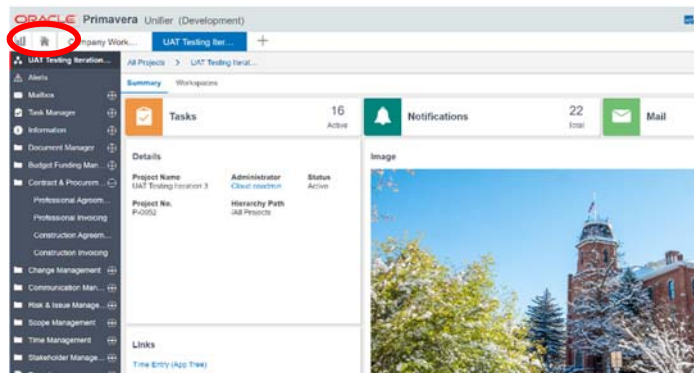 ORACLE Primavera Unifier (Development)
Company Work... UAT Testing Iter... +
UAT Testing Iteration...
All Projects > UAT Testing Iterat...
Alerts
Summary Workspaces
Mailbox
Task Manager
Information
Document Manager
Budget Funding Man...
Contract & Procurem...
Professional Agreem...
Professional Invoicing
Construction Agreem...
Construction Invoicing
Change Management
Communication Man...
Risk & Issue Manage...
Scope Management
Time Management
Stakeholder Manage...
Tasks
16
Active
Notifications
22
Total
Mail
Details
Project Name
UAT Testing Iteration 3
Administrator
Status
Active
Project No.
P-0052
Hierarchy Path
/All Projects
Image
Links
Time Entry (App Tree)